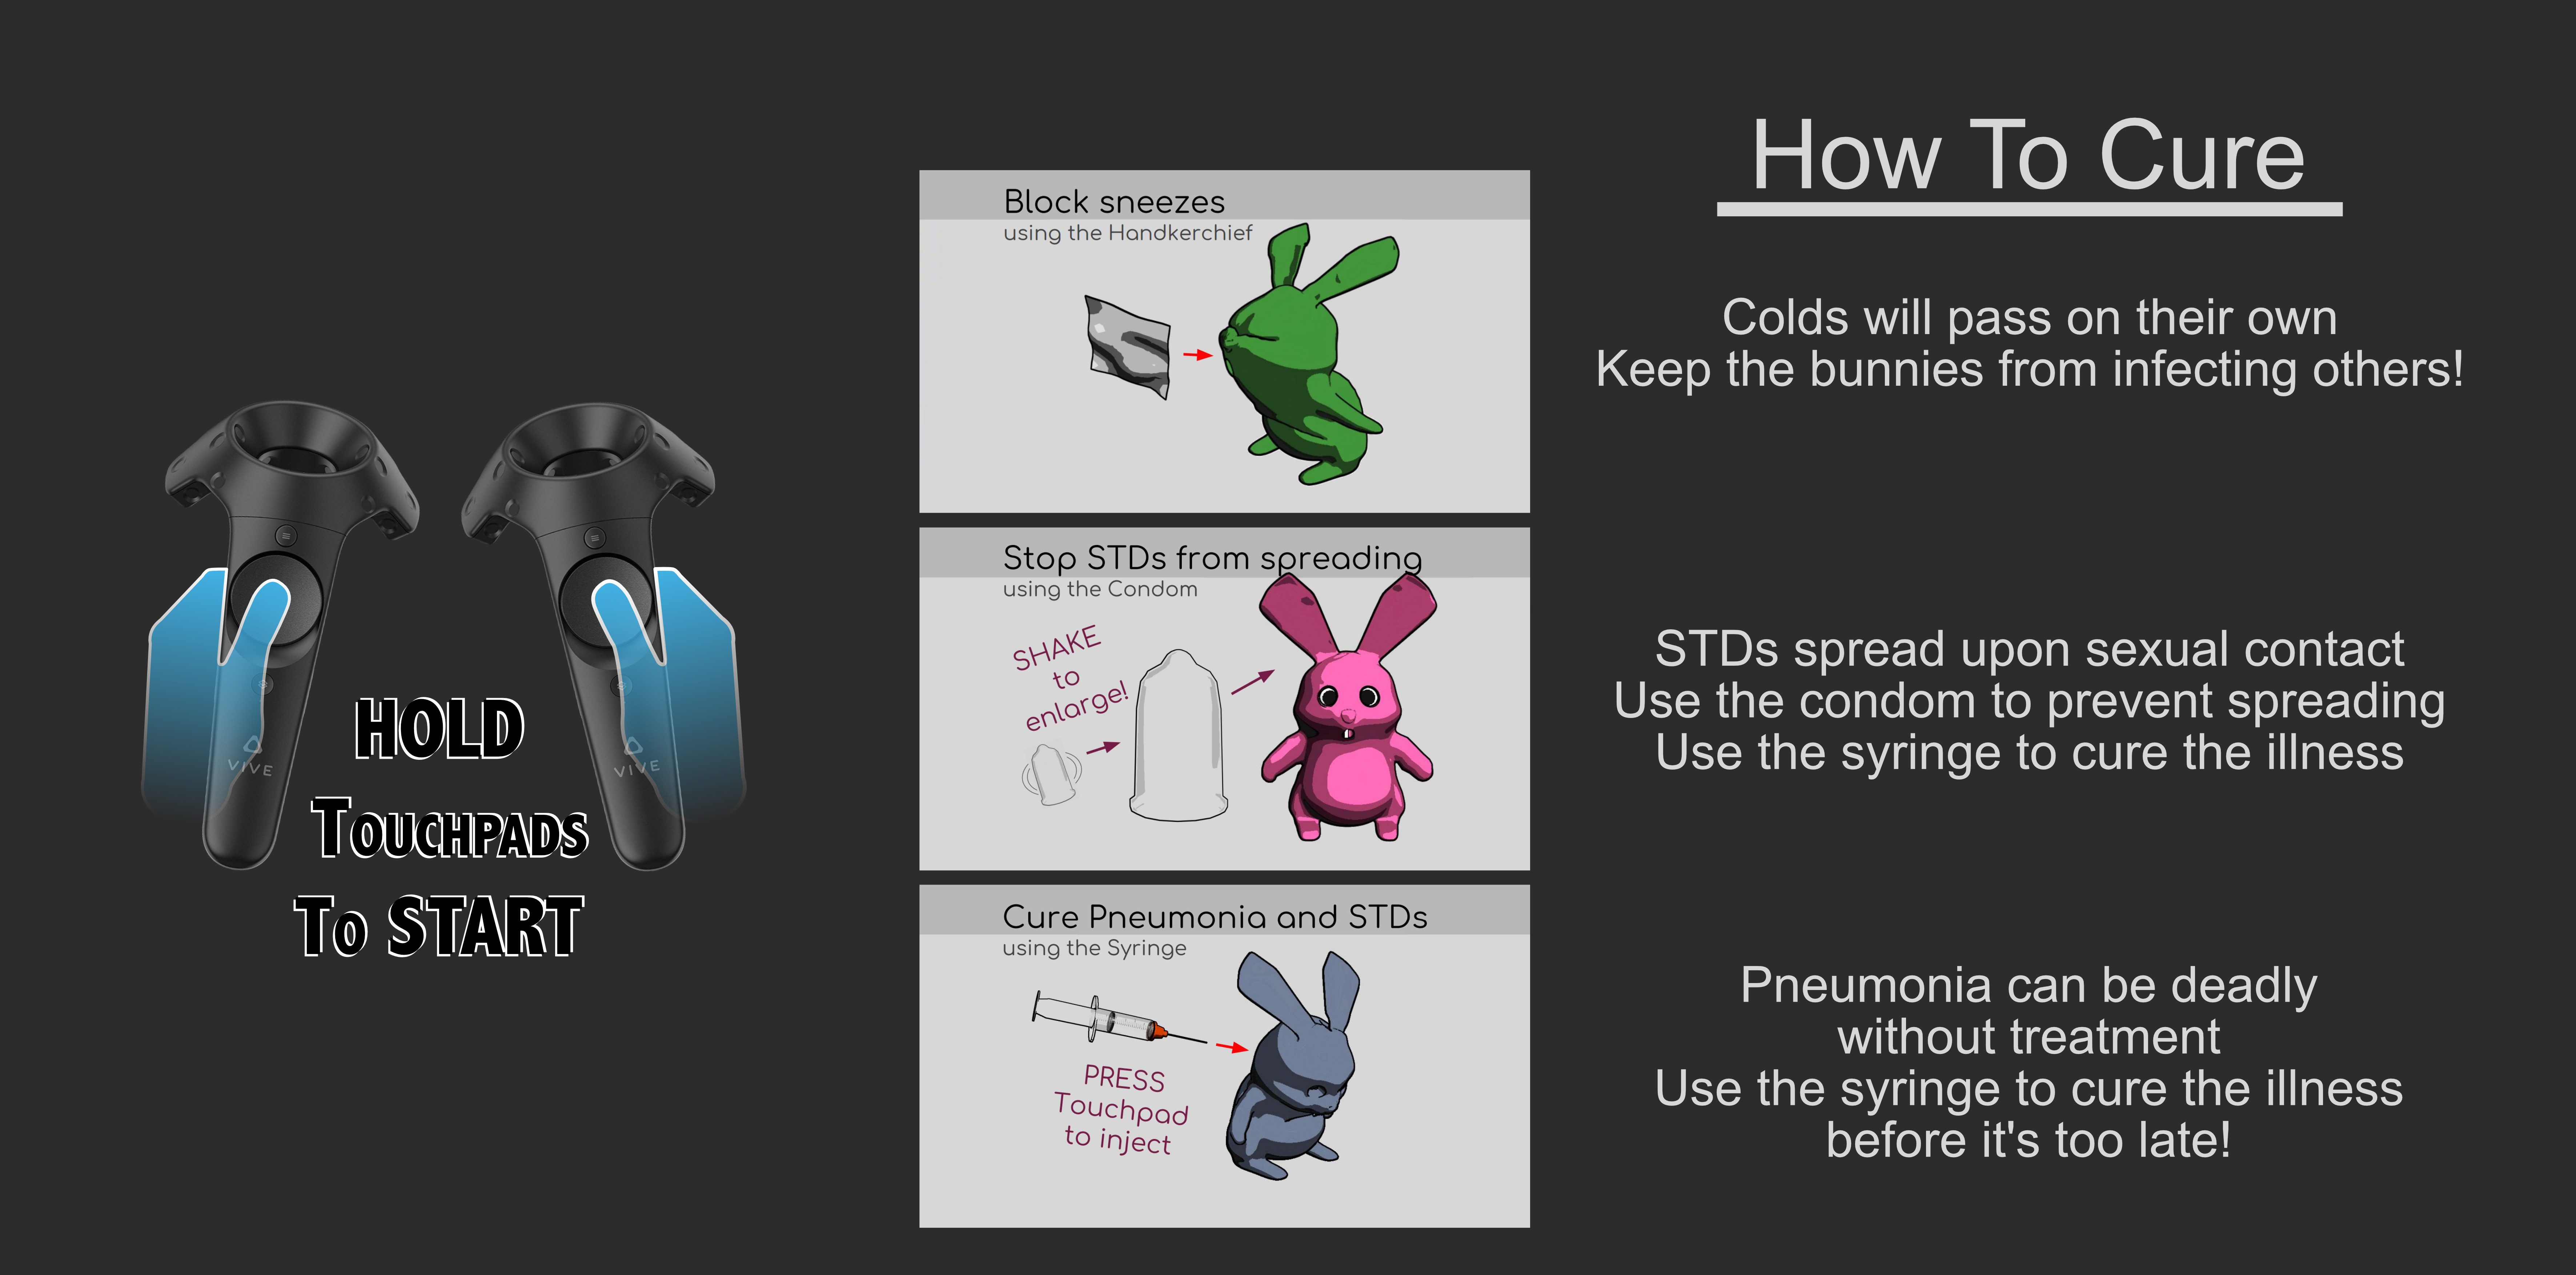 VIVE
VIVE
HOLD
TOUCHPADS
To START
Block sneezes
using the Handkerchief
Stop STDs from spreading
using the Condom
SHAKE
to
enlarge!
Cure Pneumonia and STDs
using the Syringe
PRESS
Touchpad
to inject
How To Cure
Colds will pass on their own
Keep the bunnies from infecting others!
STDs spread upon sexual contact
Use the condom to prevent spreading
Use the syringe to cure the illness
Pneumonia can be deadly
without treatment
Use the syringe to cure the illness
before it's too late!